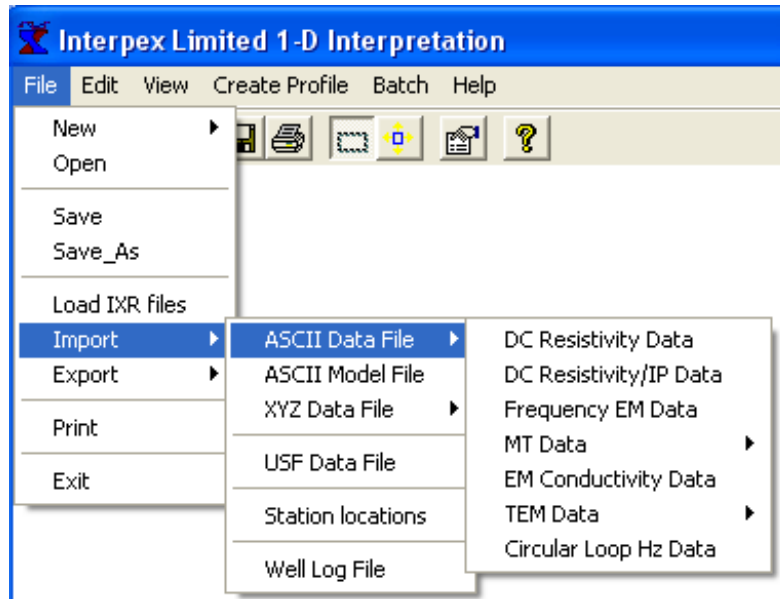 Interpex Limited 1-D Interpretation
File Edit View Create Profile Batch Help
New
Open
Save
Save_As
Load IXR files
Import
Export
Print
Exit
ASCII Data File
ASCII Model File
XYZ Data File
USF Data File
Station locations
Well Log File
DC Resistivity Data
DC Resistivity/IP Data
Frequency EM Data
MT Data
EM Conductivity Data
TEM Data
Circular Loop Hz Data